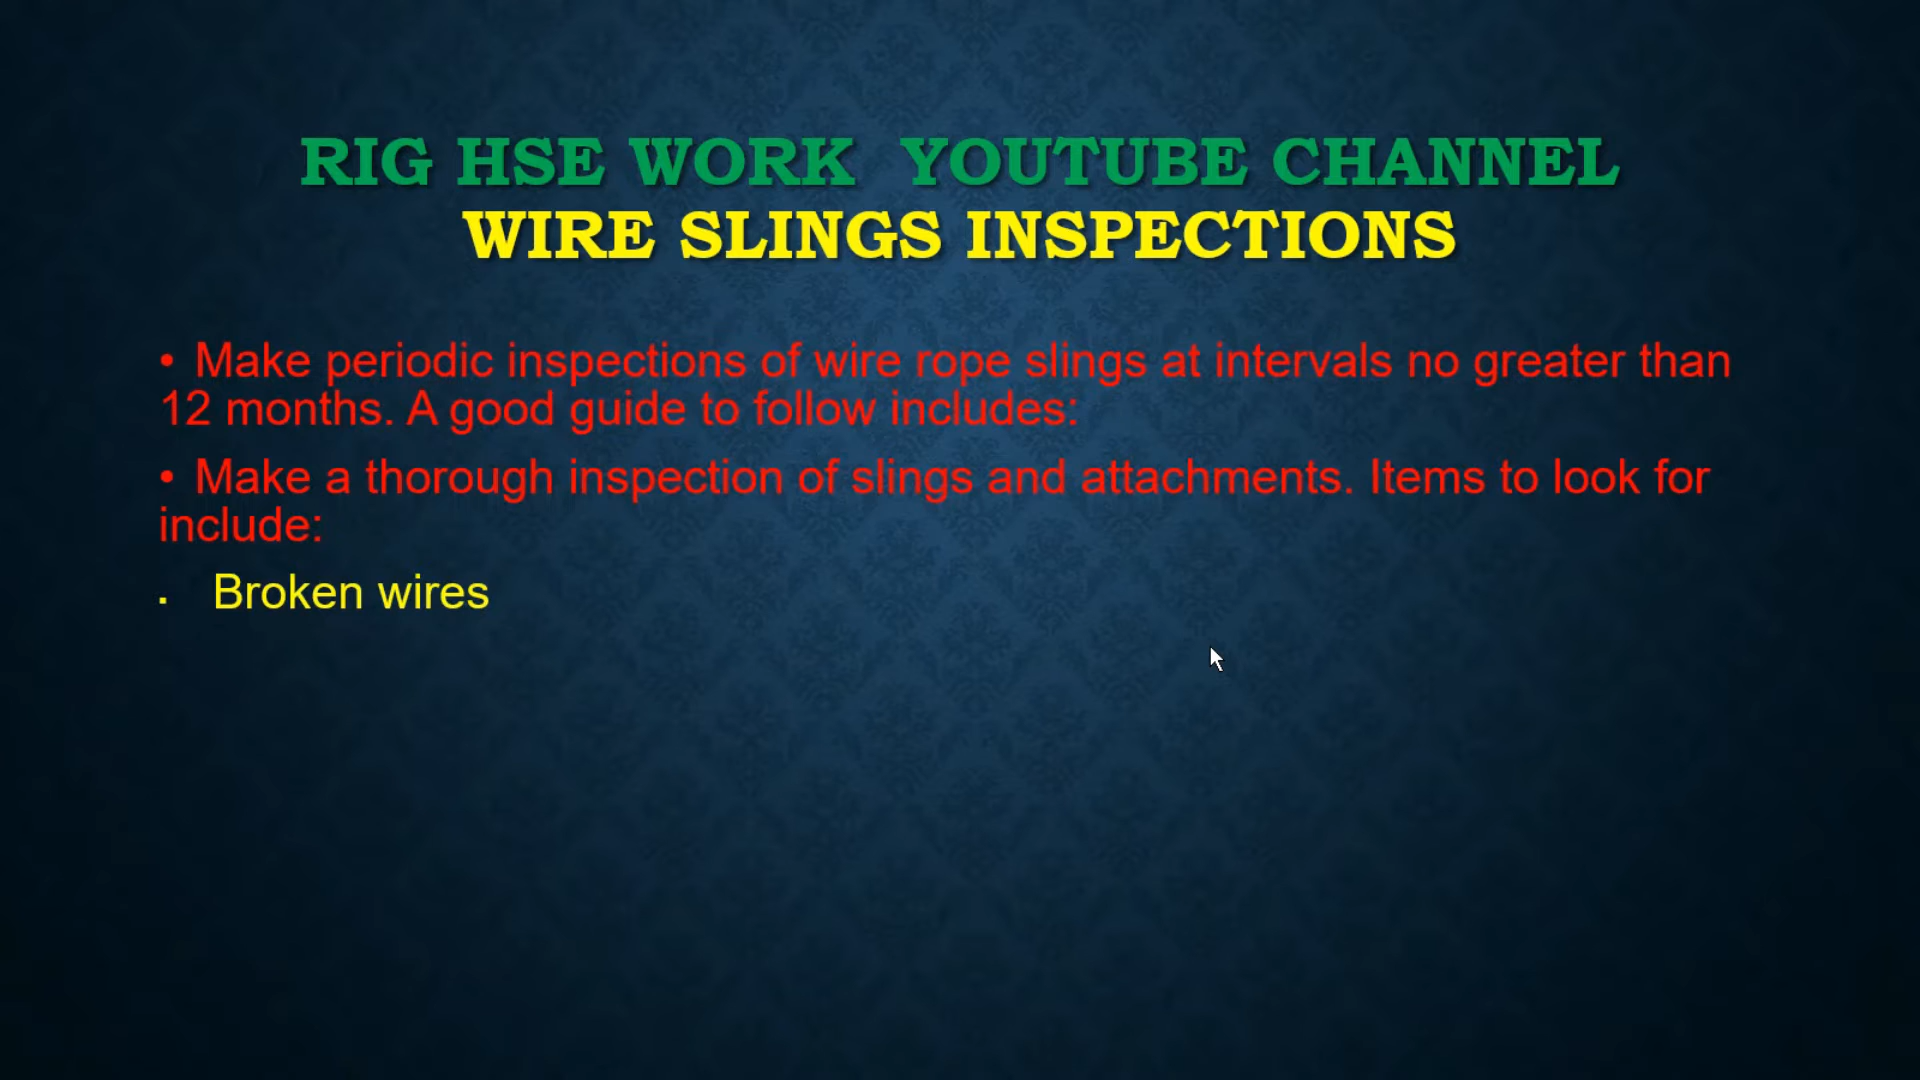 RIG HSE WORK  YOUTUBE CHANNEL
WIRE SLINGS INSPECTIONS
• Make periodic inspections of wire rope slings at intervals no greater than
12 months. A good guide to follow includes:
• Make a thorough inspection of slings and attachments. Items to look for
include:
▪ Broken wires